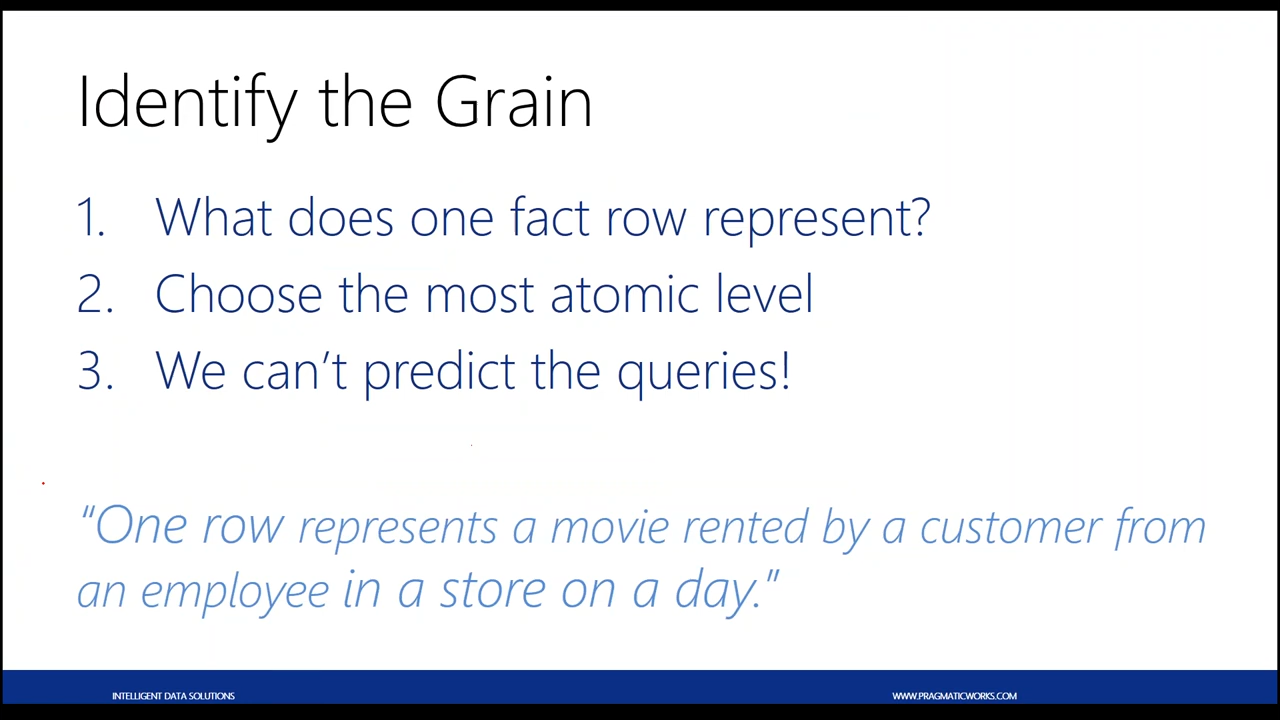 Identify the Grain
1. What does one fact row represent?
2. Choose the most atomic level
3. We can’t predict the queries!
“One row represents a movie rented by a customer from
an employee in a store on a day.”
INTELLIGENT DATA SOLUTIONS
WWW.PRAGMATICWORKS.COM